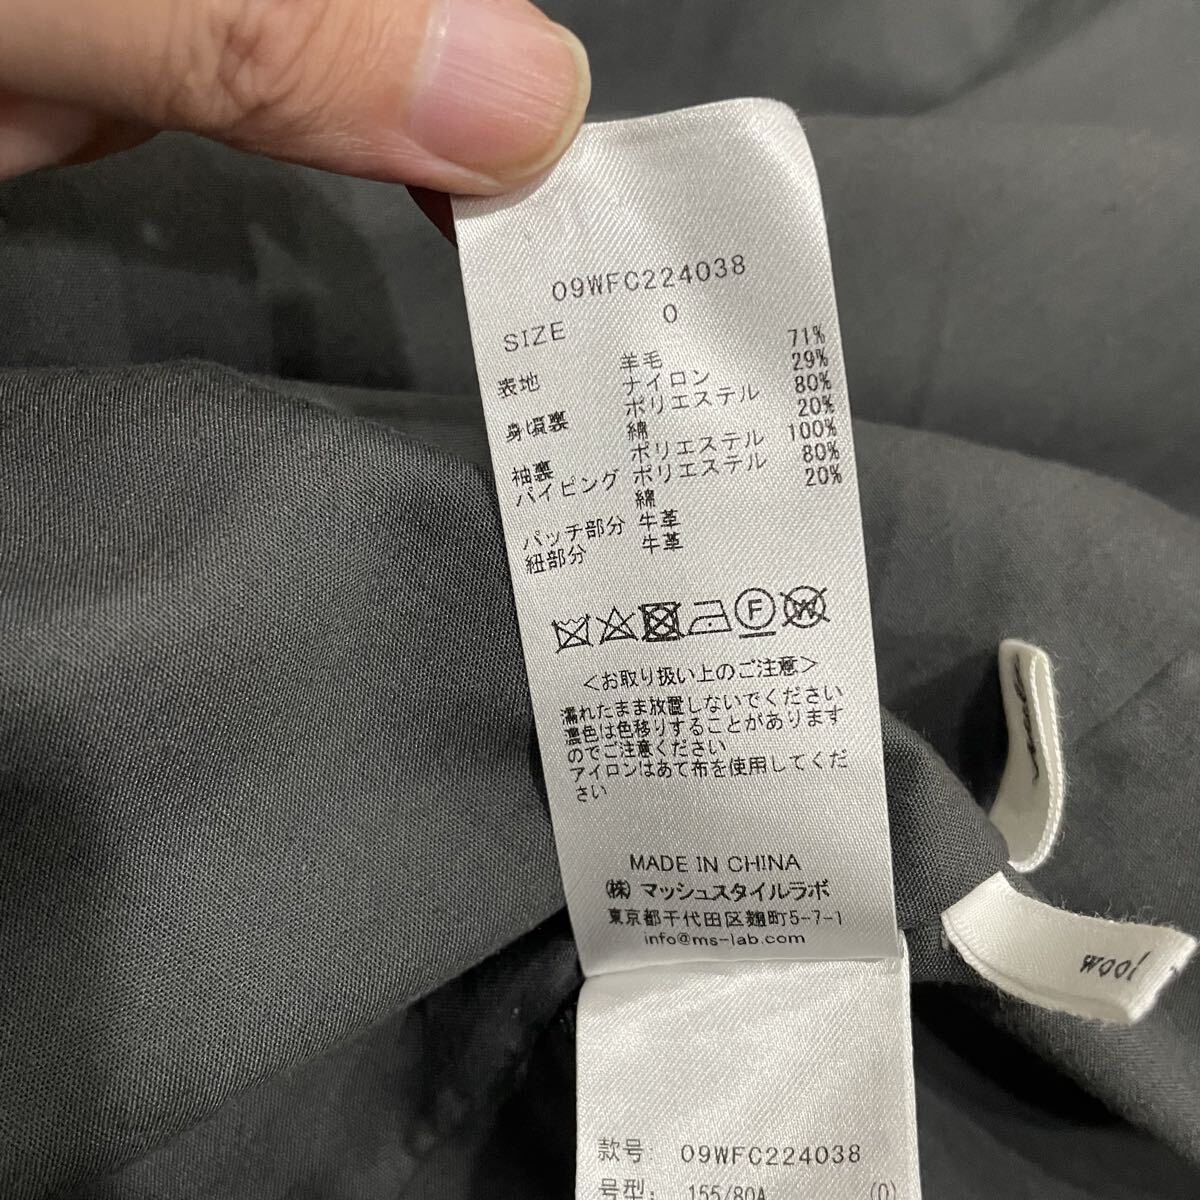 09WFC224038
SIZE 0
表地 羊毛 71%
ナイロン 29%
身頃裏 ポリエステル 80%
綿 20%
袖裏 ポリエステル 100%
パイピング ポリエステル 80%
綿 20%
パッチ部分 牛革
紐部分 牛革
F W
＜お取り扱い上のご注意＞
濡れたまま放置しないでください
濃色は色移りすることがあります
のでご注意ください
アイロンはあて布を使用してくだ
さい
MADE IN CHINA
㈱ マッシュスタイルラボ
東京都千代田区麹町5-7-1
info@ms-lab.com
wool
款号: 09WFC224038
号型: 155/80A (0)